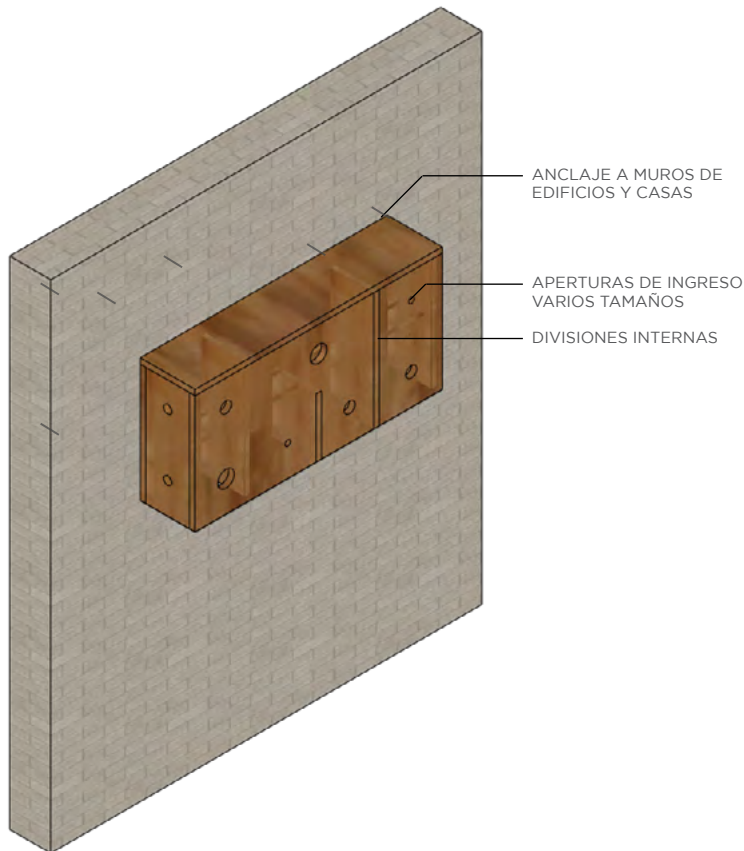 ANCLAJE A MUROS DE
EDIFICIOS Y CASAS
APERTURAS DE INGRESO
VARIOS TAMAÑOS
DIVISIONES INTERNAS